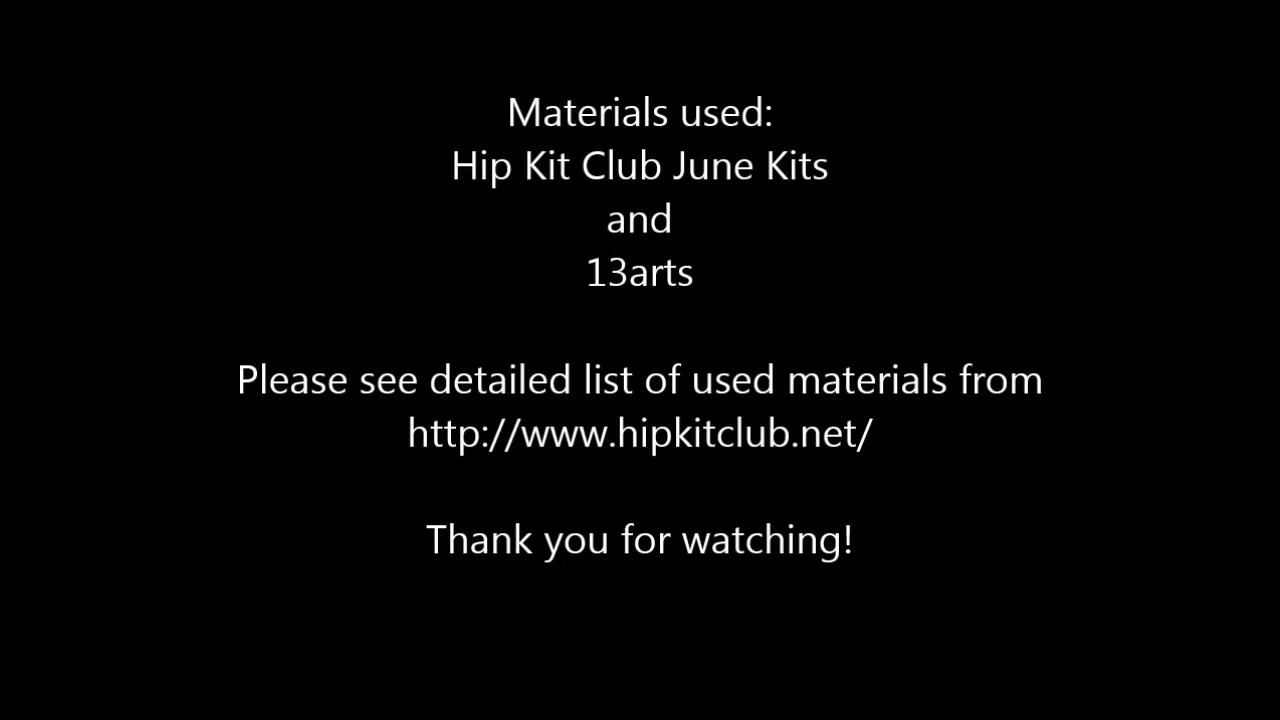 Materials used:
Hip Kit Club June Kits
and
13arts
Please see detailed list of used materials from
http://www.hipkitclub.net/
Thank you for watching!